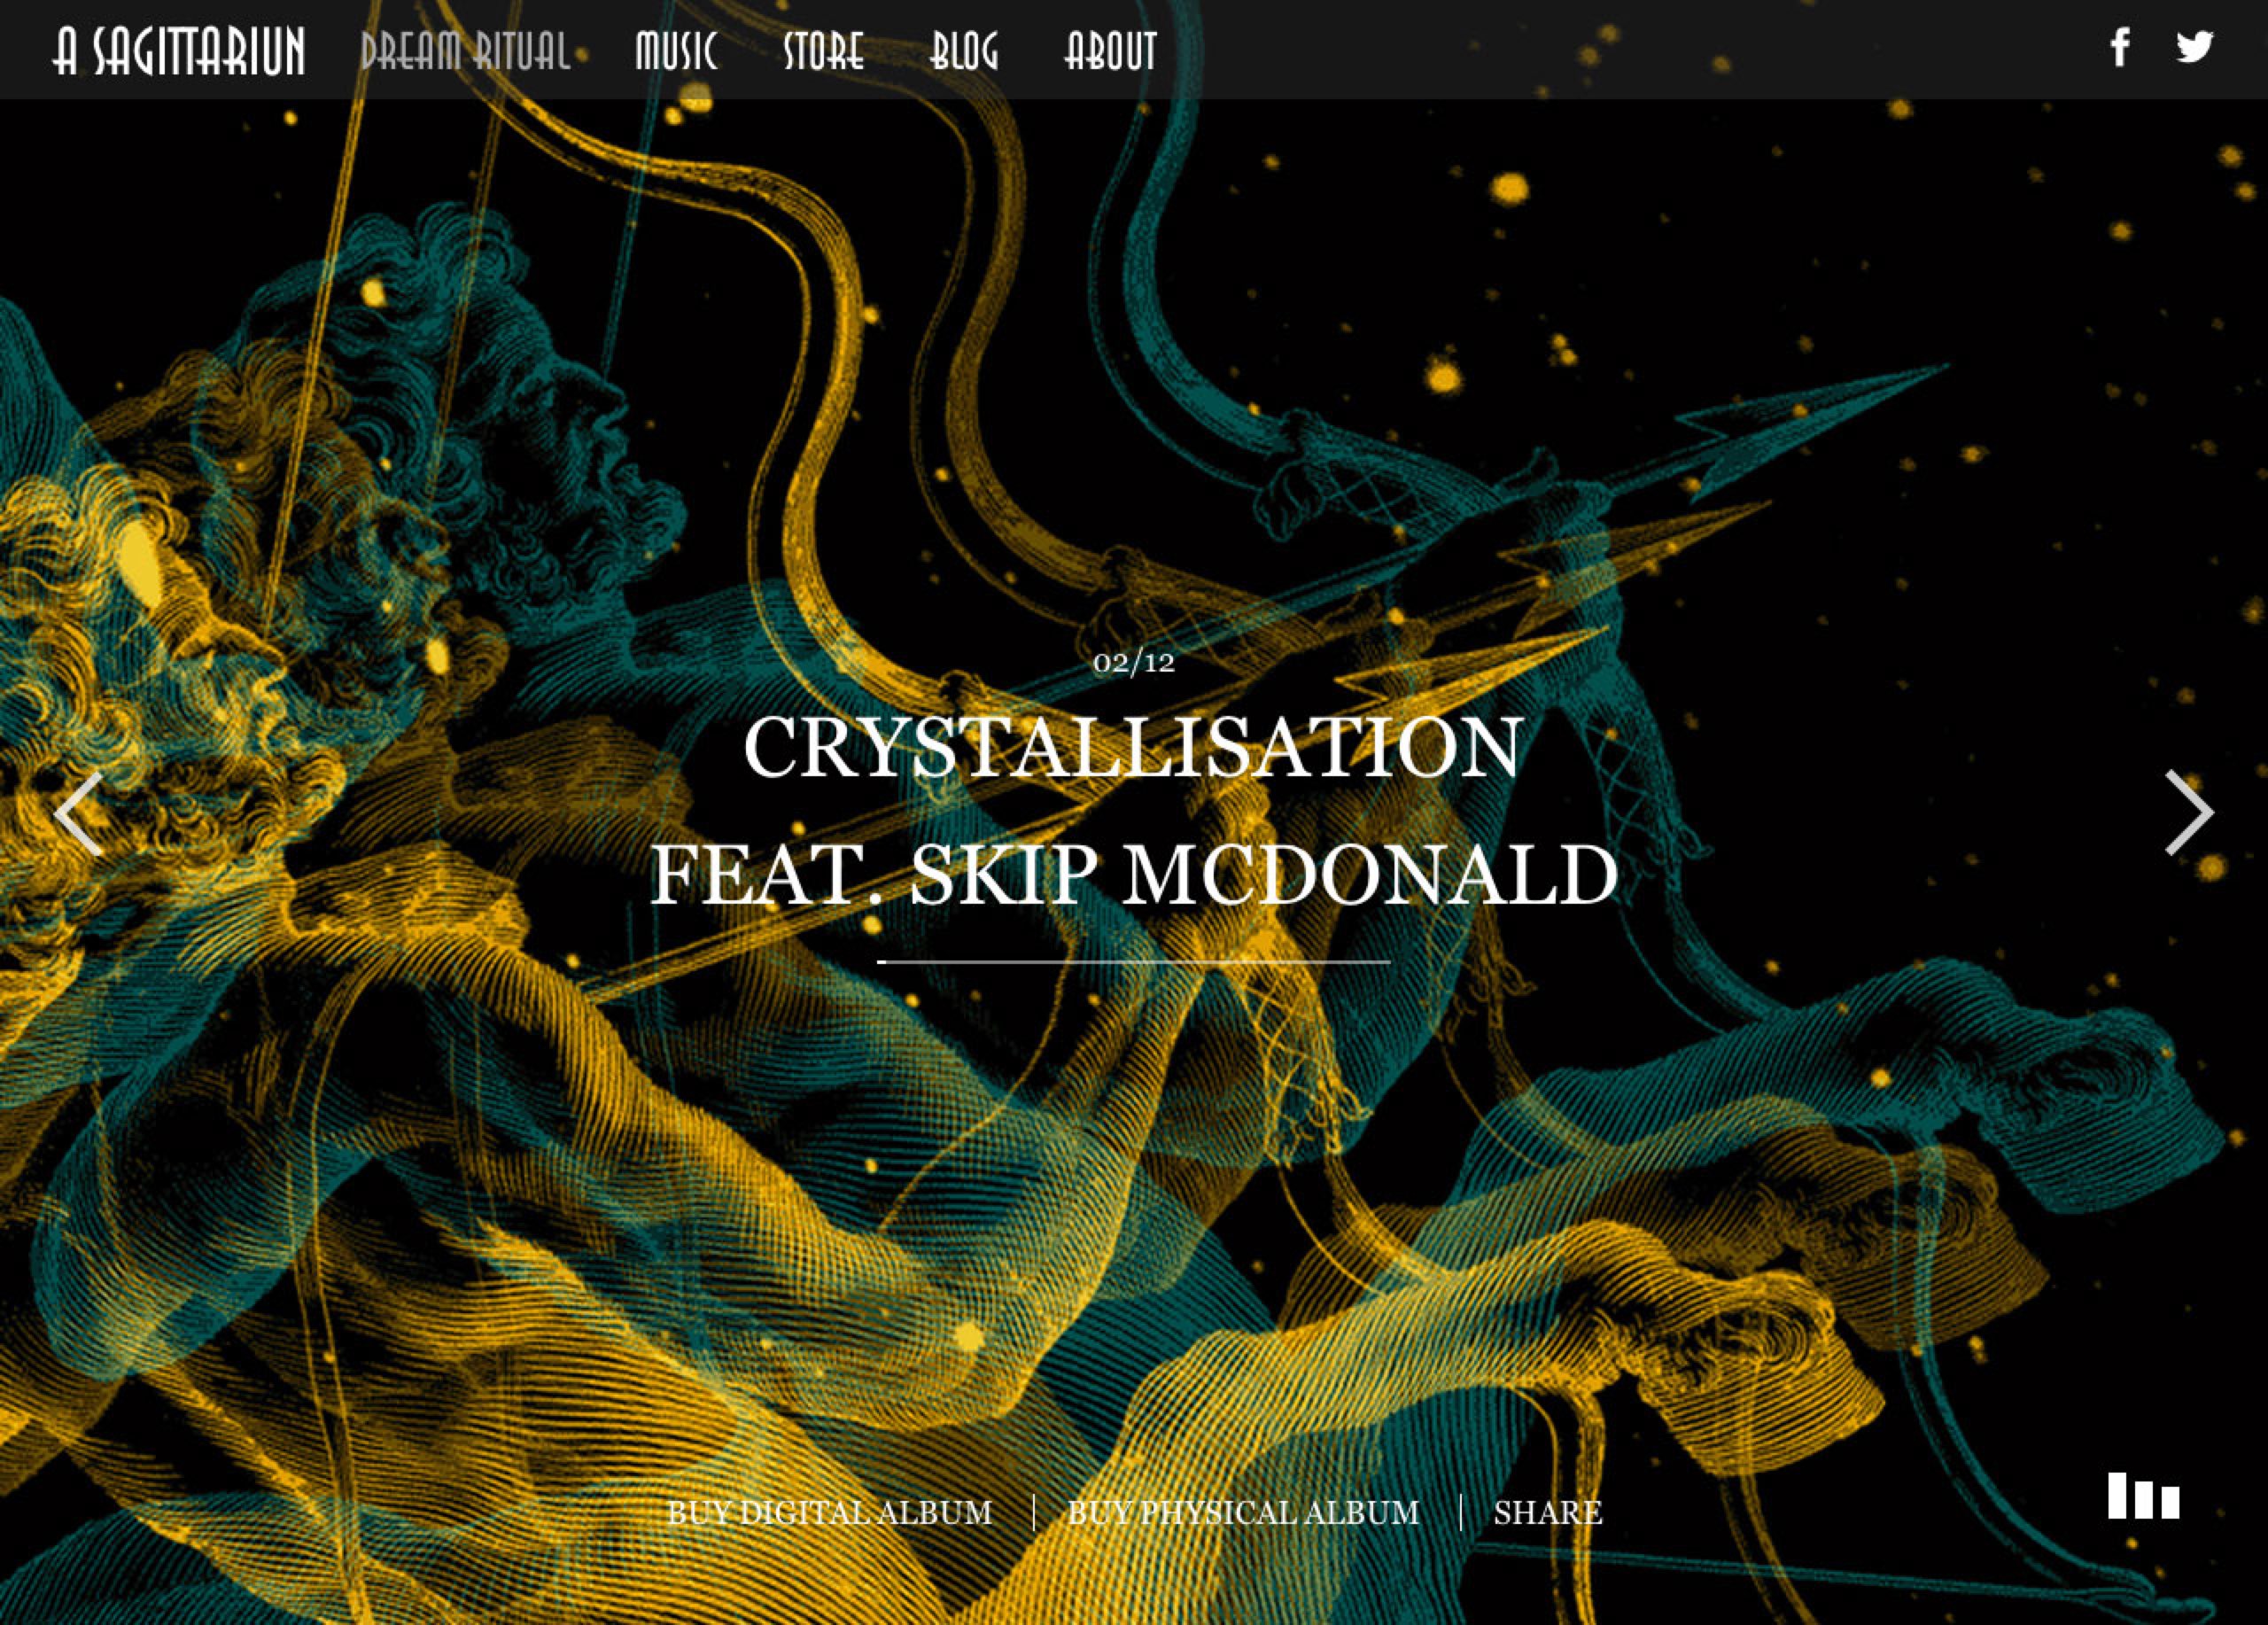 A SAGITTARIUN DREAM RITUAL MUSIC STORE BLOG ABOUT
02/12
CRYSTALLISATION
FEAT. SKIP MCDONALD
BUY DIGITAL ALBUM | BUY PHYSICAL ALBUM | SHARE